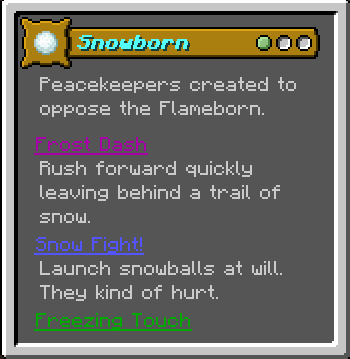 Snowborn
Peacekeepers created to
oppose the Flameborn.
Frost Dash
Rush forward quickly
leaving behind a trail of
snow.
Snow Fight!
Launch snowballs at will.
They kind of hurt.
Freezing Touch